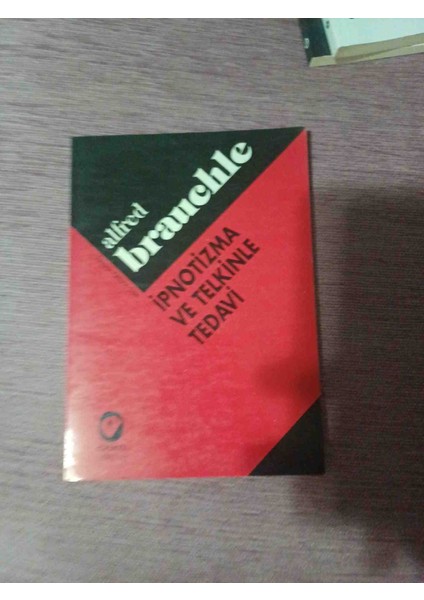 alfred
brauchle
İPNOTİZMA
VE TELKİNLE
TEDAVİ